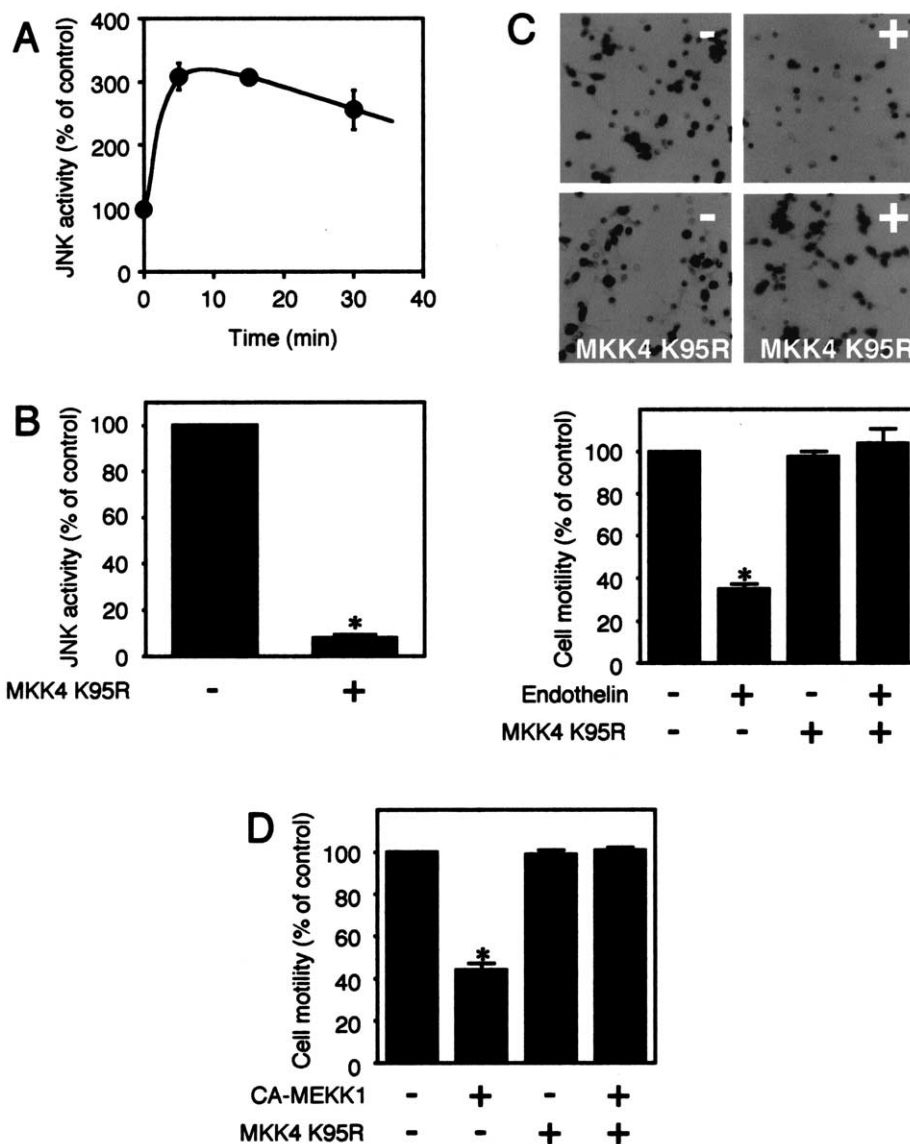 A
JNK activity (% of control)
400
300
200
100
0
0 10 20 30 40
Time (min)
B
JNK activity (% of control)
100
80
60
40
20
0
*
MKK4 K95R - +
C
- +
- +
MKK4 K95R MKK4 K95R
Cell motility (% of control)
100
80
60
40
20
0
*
Endothelin - + - +
MKK4 K95R - - + +
D
Cell motility (% of control)
100
80
60
40
20
0
*
CA-MEKK1 - + - +
MKK4 K95R - - + +